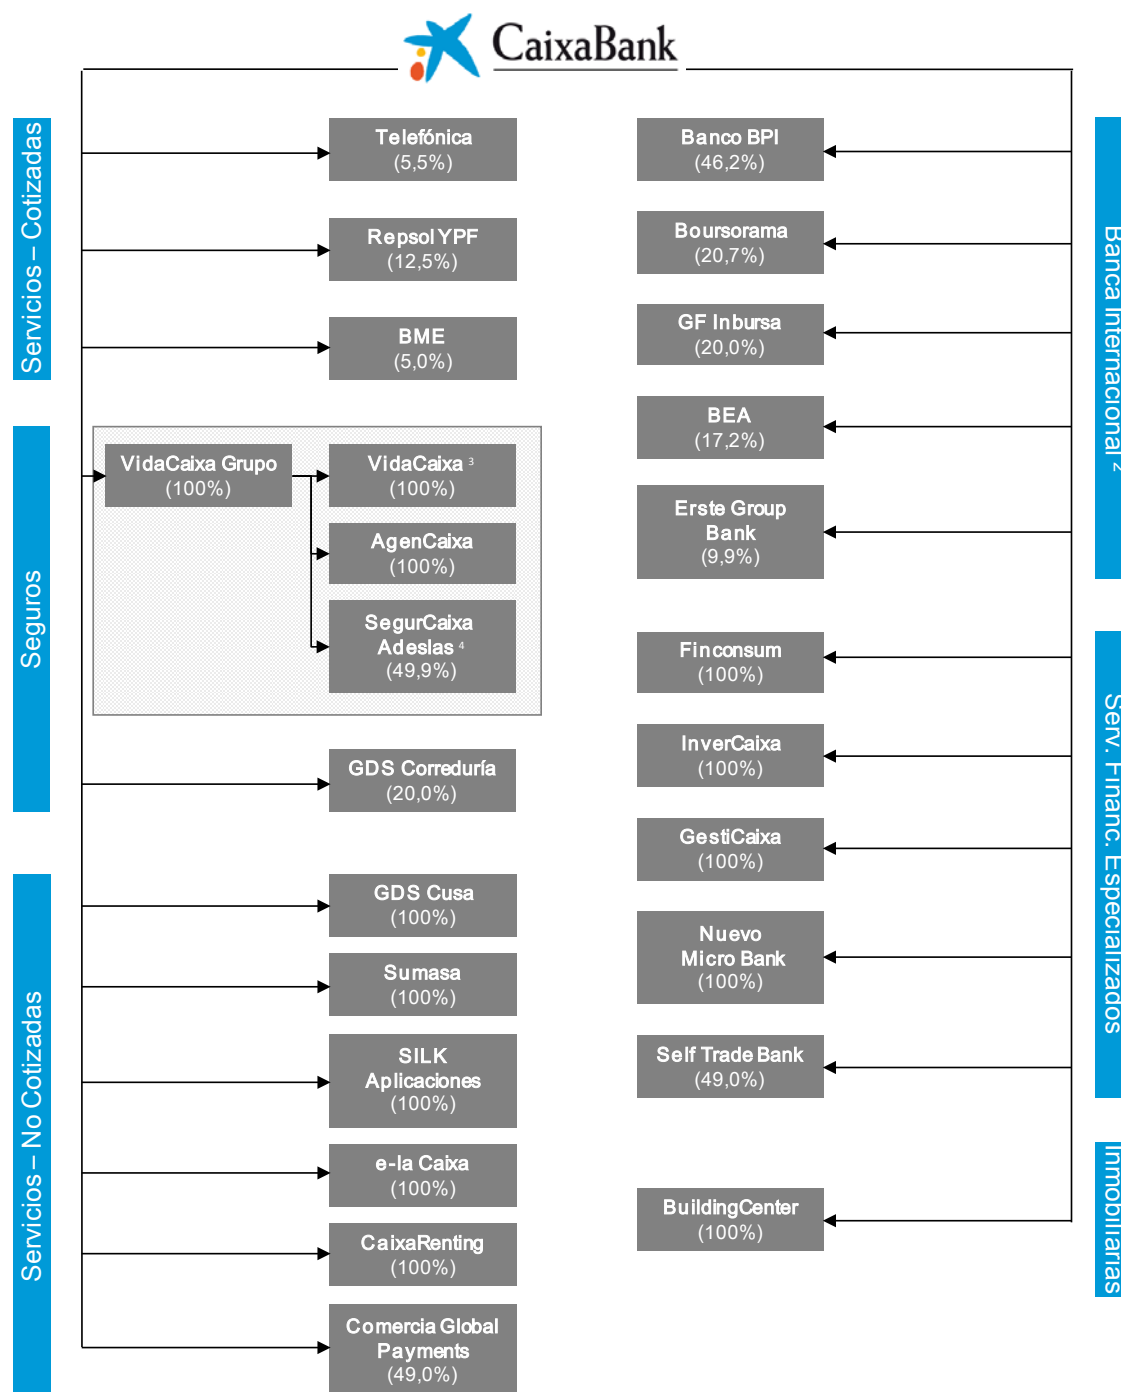 CaixaBank
Servicios – Cotizadas
Telefónica
(5,5%)
Repsol YPF
(12,5%)
BME
(5,0%)
Seguros
VidaCaixa Grupo
(100%)
VidaCaixa 3
(100%)
AgenCaixa
(100%)
SegurCaixa
Adeslas 4
(49,9%)
GDS Correduría
(20,0%)
Servicios – No Cotizadas
GDS Cusa
(100%)
Sumasa
(100%)
SILK
Aplicaciones
(100%)
e-la Caixa
(100%)
CaixaRenting
(100%)
Comercia Global
Payments
(49,0%)
Banca Internacional 2
Banco BPI
(46,2%)
Boursorama
(20,7%)
GF Inbursa
(20,0%)
BEA
(17,2%)
Erste Group
Bank
(9,9%)
Serv. Financ. Especializados
Finconsum
(100%)
InverCaixa
(100%)
GestiCaixa
(100%)
Nuevo
Micro Bank
(100%)
Self Trade Bank
(49,0%)
Inmobiliarias
BuildingCenter
(100%)